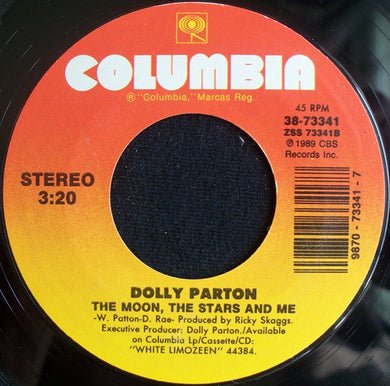 COLUMBIA
® "Columbia," Marcas Reg.
45 RPM
38-73341
ZSS 73341B
℗ 1989 CBS
Records Inc.
STEREO
3:20
9870 - 73341 - 7
DOLLY PARTON
THE MOON, THE STARS AND ME
-W. Patton-D. Rae- Produced by Ricky Skaggs.
Executive Producer: Dolly Parton./Available
on Columbia Lp/Cassette/CD:
"WHITE LIMOZEEN" 44384.